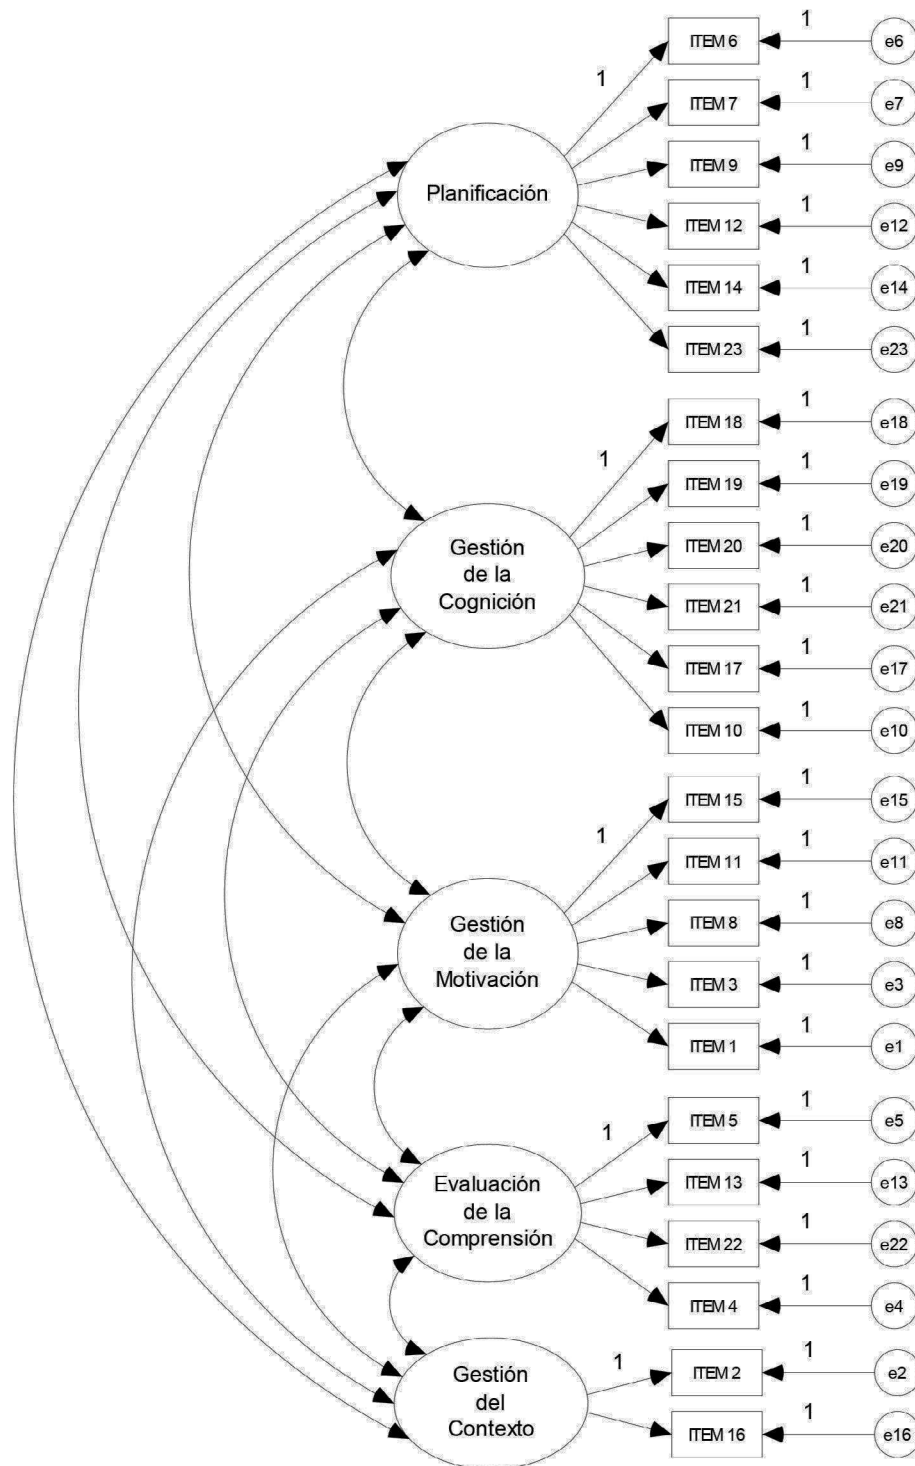 ITEM 6
1
e6
1
ITEM 7
1
e7
ITEM 9
1
e9
Planificación
ITEM 12
1
e12
ITEM 14
1
e14
ITEM 23
1
e23
ITEM 18
1
e18
1
ITEM 19
1
e19
Gestión
de la
Cognición
ITEM 20
1
e20
ITEM 21
1
e21
ITEM 17
1
e17
ITEM 10
1
e10
ITEM 15
1
e15
1
ITEM 11
1
e11
Gestión
de la
Motivación
ITEM 8
1
e8
ITEM 3
1
e3
ITEM 1
1
e1
ITEM 5
1
e5
1
Evaluación
de la
Comprensión
ITEM 13
1
e13
ITEM 22
1
e22
ITEM 4
1
e4
Gestión
del
Contexto
1
ITEM 2
1
e2
ITEM 16
1
e16